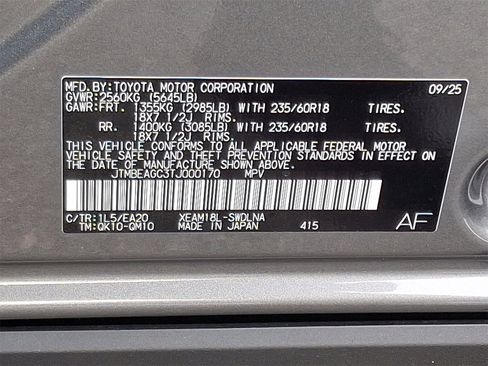 MFD.BY:TOYOTA MOTOR CORPORATION 09/25
GVWR:2560KG (5645LB)
GAWR:FRT. 1355KG (2985LB) WITH 235/60R18 TIRES.
18X7 1/2J RIMS.
RR. 1400KG (3085LB) WITH 235/60R18 TIRES.
18X7 1/2J RIMS.
THIS VEHICLE CONFORMS TO ALL APPLICABLE FEDERAL MOTOR
VEHICLE SAFETY AND THEFT PREVENTION STANDARDS IN EFFECT ON
THE DATE OF MANUFACTURE SHOWN ABOVE.
JTMBEAGC3TJ000170 MPV
C/TR:1L5/EA20 XEAM18L-SWDLNA
TM:QK10-QM10 MADE IN JAPAN 415 AF